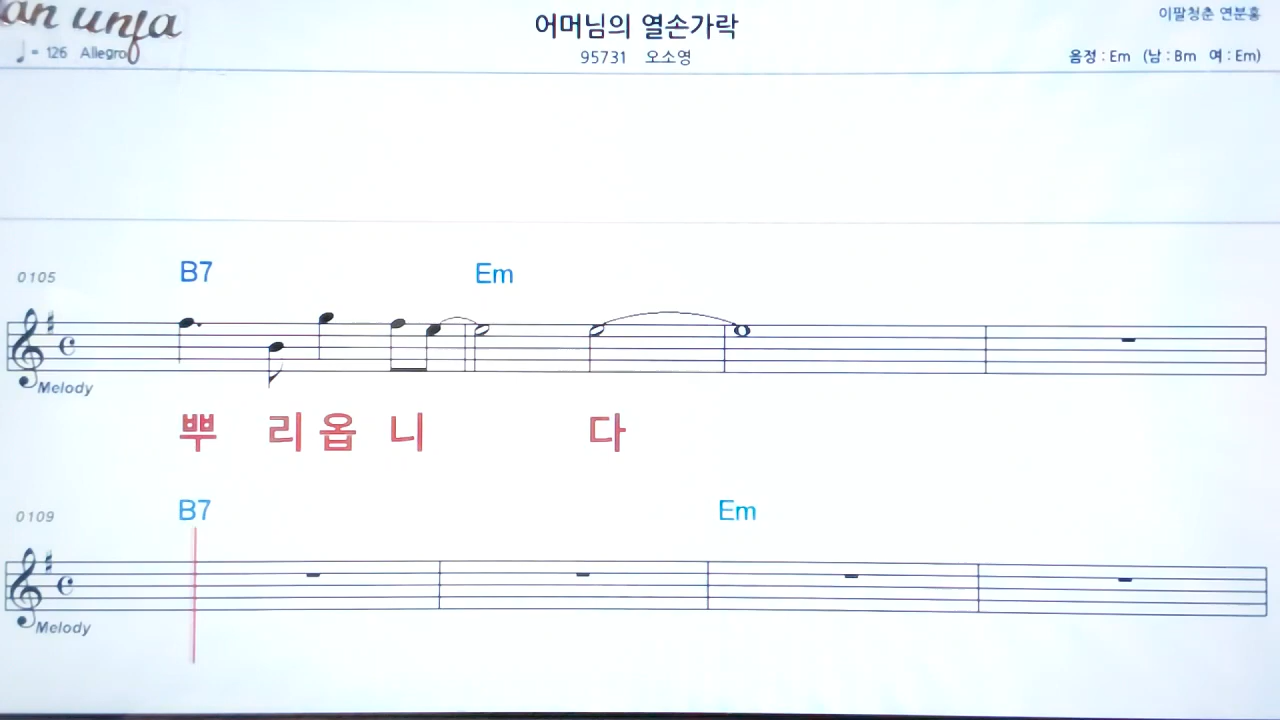 어머님의 열손가락
이팔청춘 연분홍
♩= 126 Allegro
95731 오소영
음정 : Em (남 : Bm 여 : Em)
0105 B7 Em
Melody
뿌 리 옵 니 다
0109 B7 Em
Melody